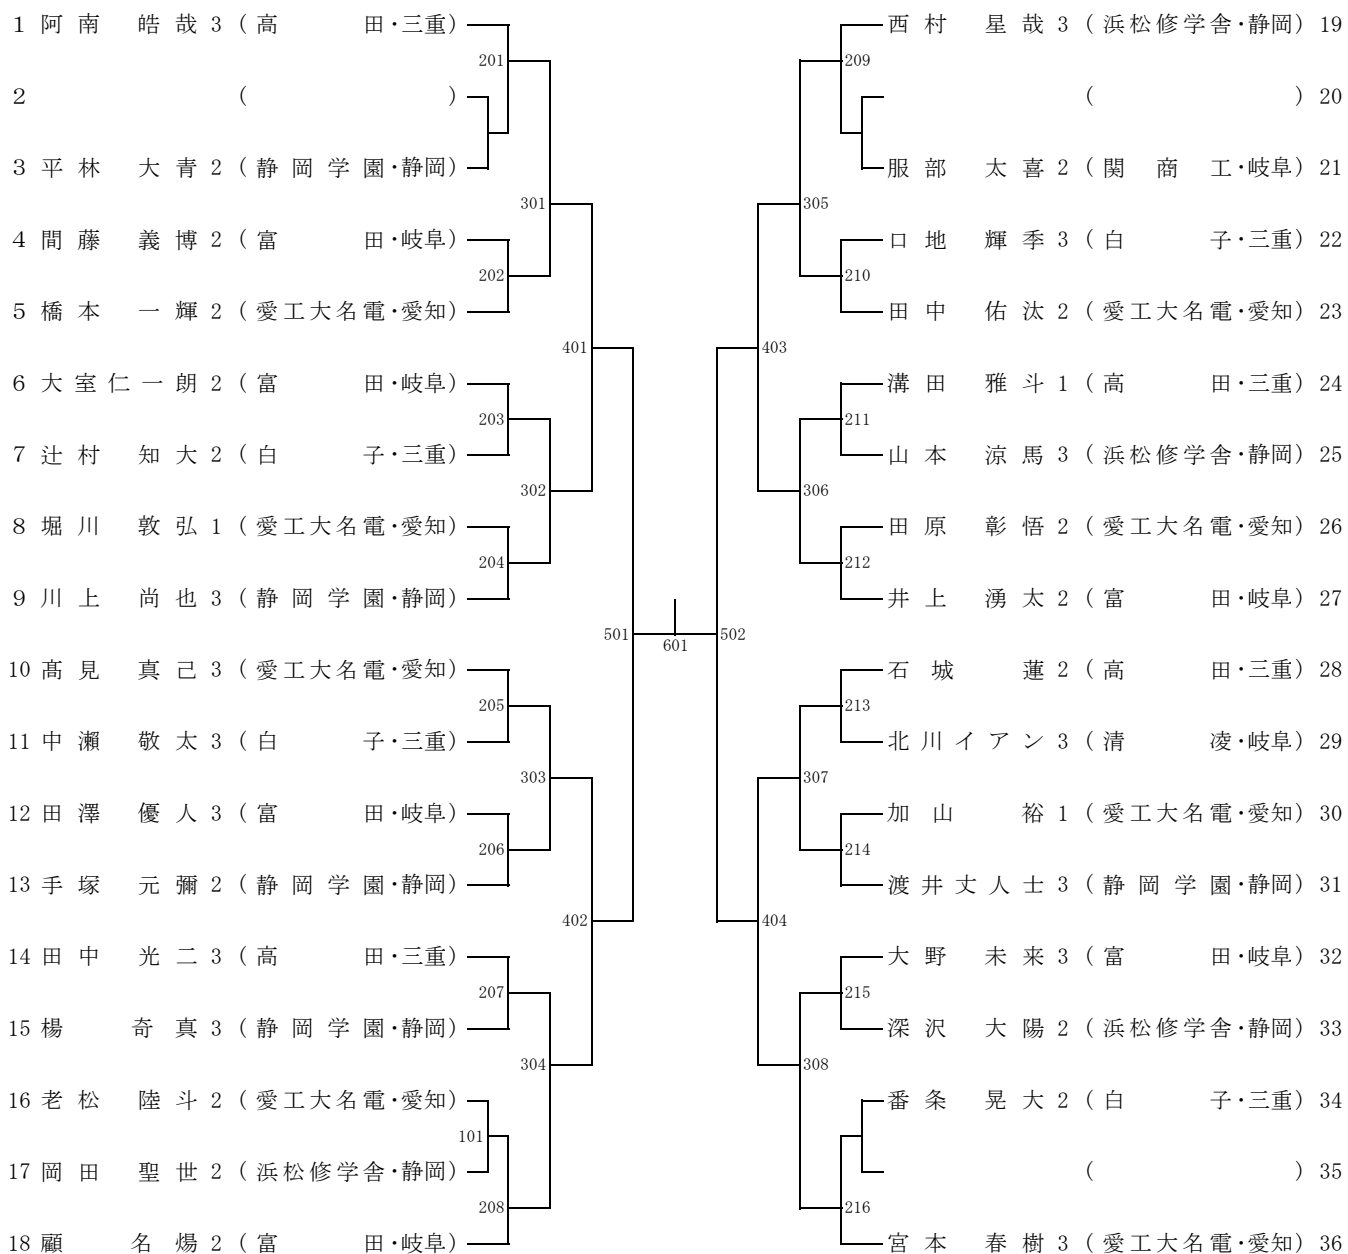 1 阿南 皓哉 3 (高田・三重)
201
2 ( )
3 平林 大青 2 (静岡学園・静岡)
301
4 間藤 義博 2 (富田・岐阜)
202
5 橋本 一輝 2 (愛工大名電・愛知)
401
6 大室仁一朗 2 (富田・岐阜)
203
7 辻村 知大 2 (白子・三重)
302
8 堀川 敦弘 1 (愛工大名電・愛知)
204
9 川上 尚也 3 (静岡学園・静岡)
501
601
10 髙見 真己 3 (愛工大名電・愛知)
205
11 中瀬 敬太 3 (白子・三重)
303
12 田澤 優人 3 (富田・岐阜)
206
13 手塚 元彌 2 (静岡学園・静岡)
402
14 田中 光二 3 (高田・三重)
207
15 楊 奇真 3 (静岡学園・静岡)
304
16 老松 陸斗 2 (愛工大名電・愛知)
101
17 岡田 聖世 2 (浜松修学舎・静岡)
208
18 顧 名煬 2 (富田・岐阜)
西村 星哉 3 (浜松修学舎・静岡) 19
209
( ) 20
服部 太喜 2 (関商工・岐阜) 21
305
口地 輝季 3 (白子・三重) 22
210
田中 佑汰 2 (愛工大名電・愛知) 23
403
溝田 雅斗 1 (高田・三重) 24
211
山本 涼馬 3 (浜松修学舎・静岡) 25
306
田原 彰悟 2 (愛工大名電・愛知) 26
212
井上 湧太 2 (富田・岐阜) 27
502
石城 蓮 2 (高田・三重) 28
213
北川イアン 3 (清凌・岐阜) 29
307
加山 裕 1 (愛工大名電・愛知) 30
214
渡井丈人士 3 (静岡学園・静岡) 31
404
大野 未来 3 (富田・岐阜) 32
215
深沢 大陽 2 (浜松修学舎・静岡) 33
308
番条 晃大 2 (白子・三重) 34
( ) 35
216
宮本 春樹 3 (愛工大名電・愛知) 36